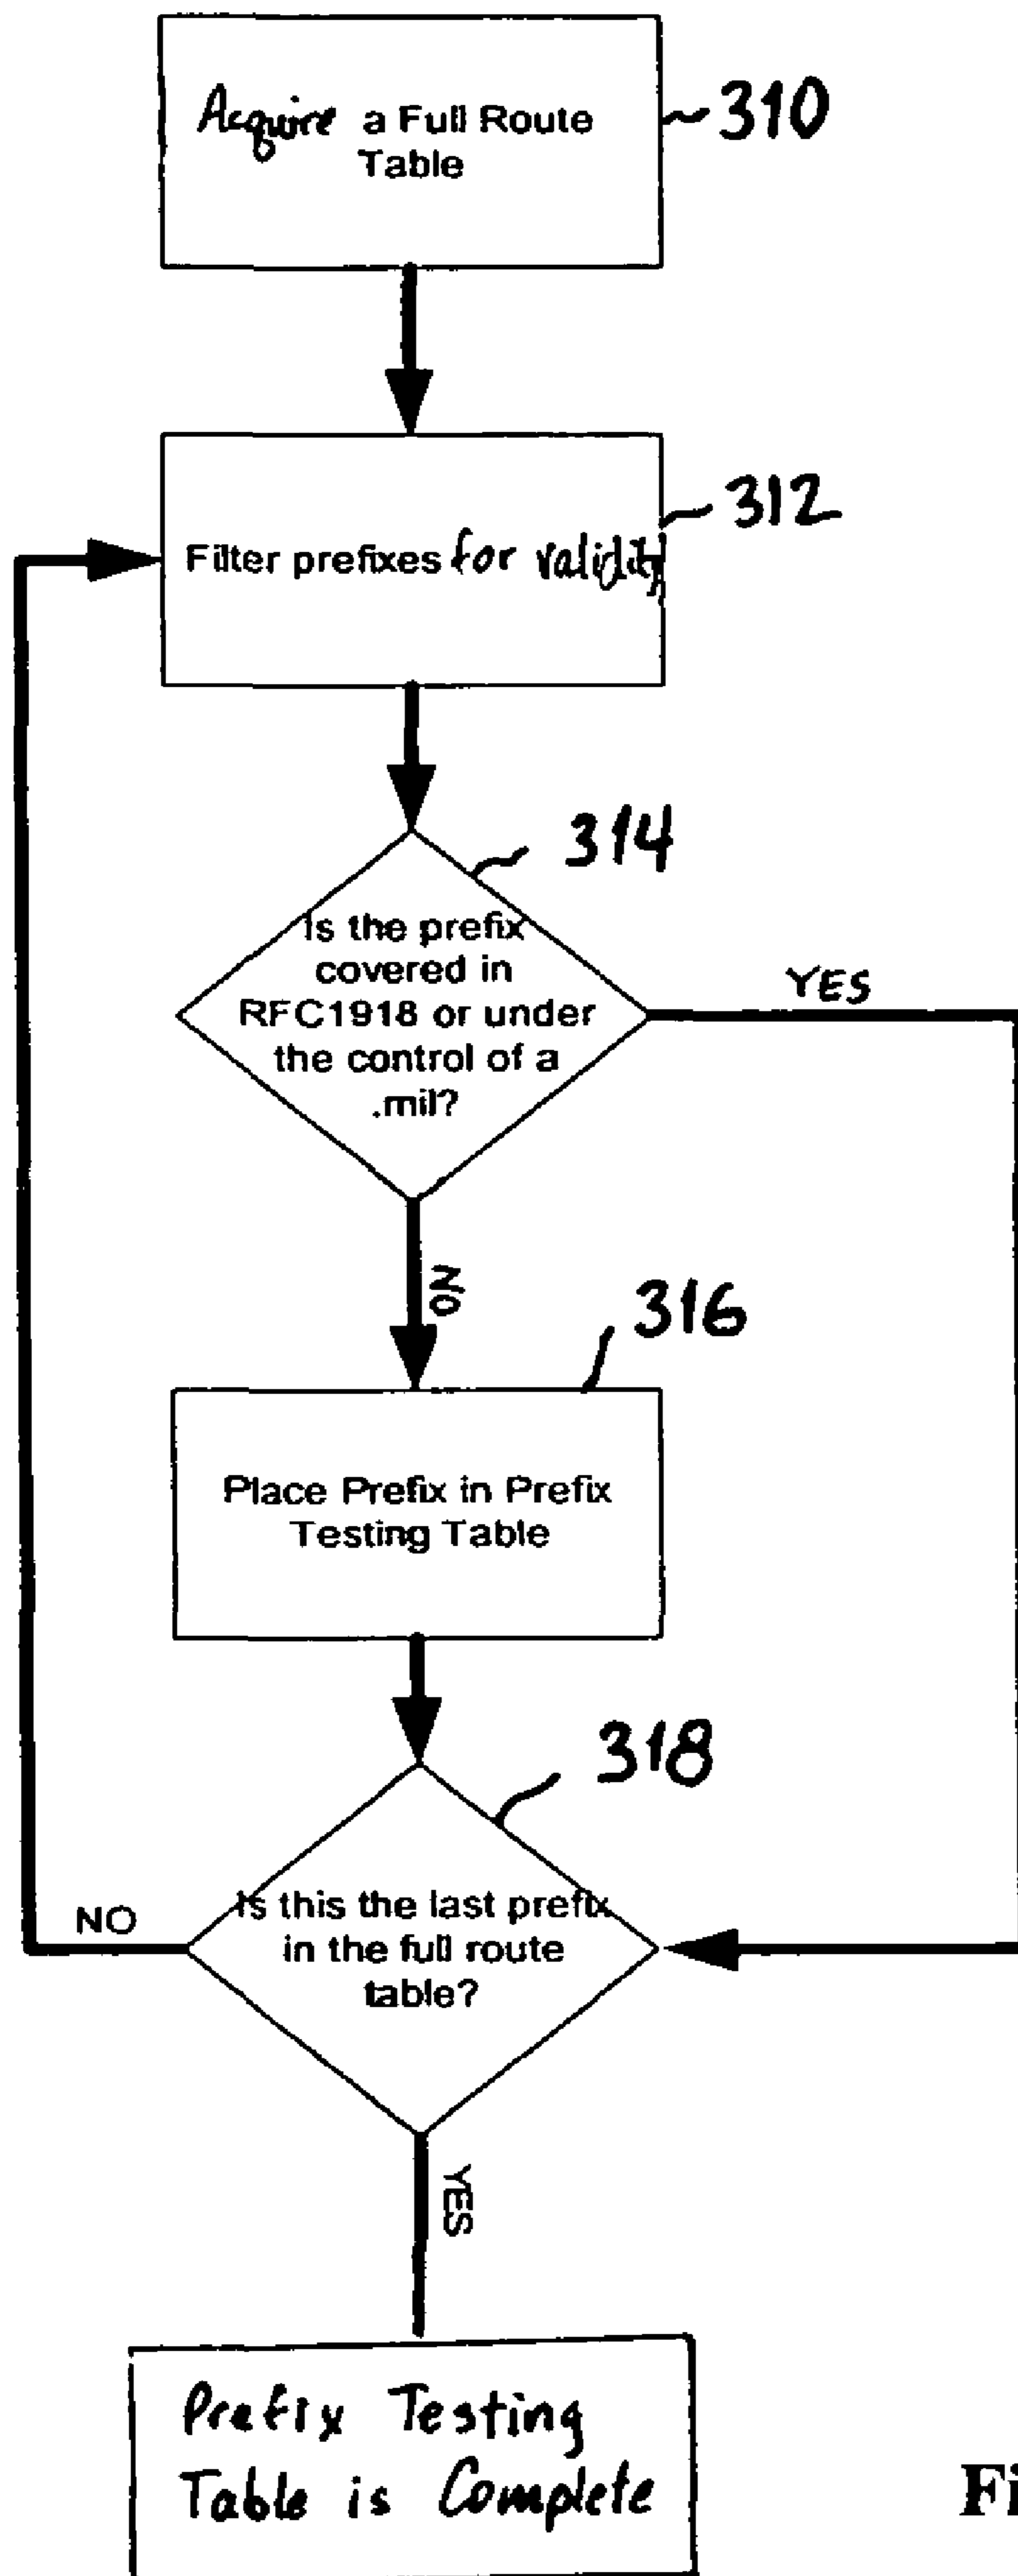 Acquire a Full Route
Table
310
Filter prefixes for validity
312
314
Is the prefix
covered in
RFC1918 or under
the control of a
.mil?
YES
NO
316
Place Prefix in Prefix
Testing Table
318
Is this the last prefix
in the full route
table?
NO
YES
Prefix Testing
Table is Complete
Fi